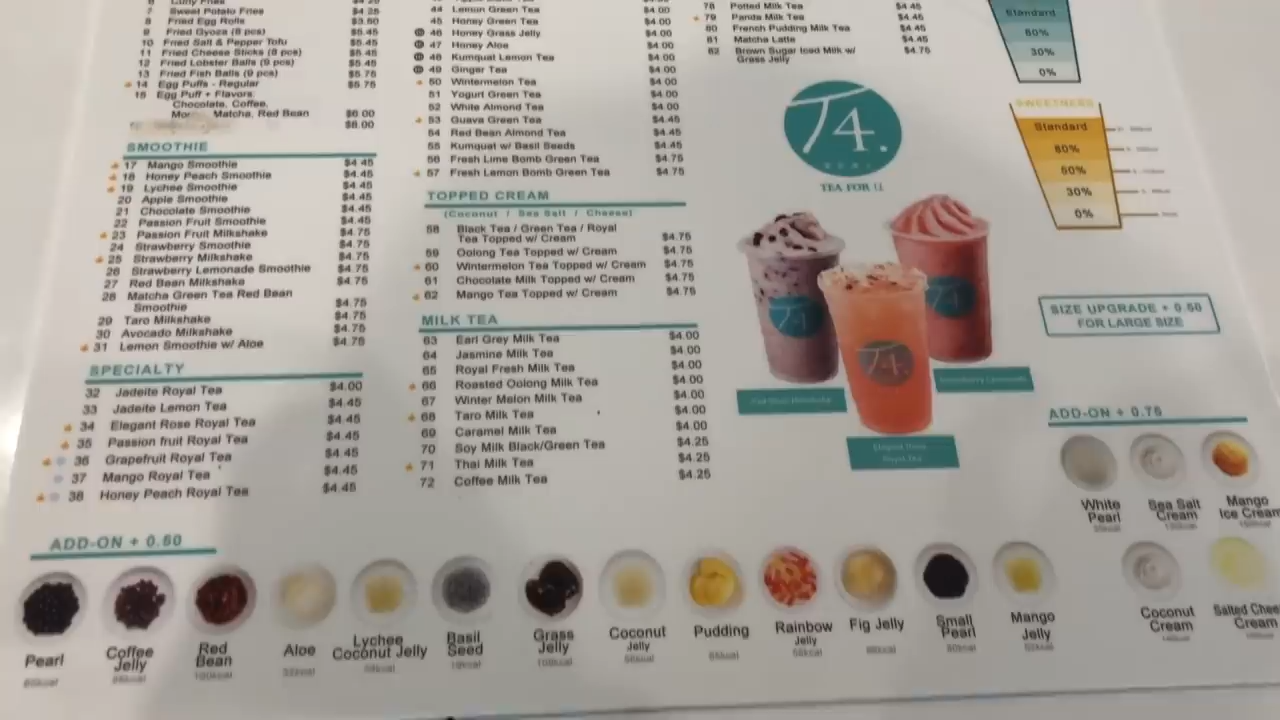 7 Sweet Potato Fries $4.25
8 Fried Egg Rolls $3.50
9 Fried Gyoza (8 pcs) $5.45
10 Fried Salt & Pepper Tofu $5.45
11 Fried Cheese Sticks (8 pcs) $5.45
12 Fried Lobster Balls (9 pcs) $5.45
13 Fried Fish Balls (9 pcs) $5.75
14 Egg Puffs - Regular $5.75
15 Egg Puff + Flavors
Chocolate, Coffee,
Matcha, Red Bean $6.00
$8.00
SMOOTHIE
17 Mango Smoothie $4.45
18 Honey Peach Smoothie $4.45
19 Lychee Smoothie $4.45
20 Apple Smoothie $4.45
21 Chocolate Smoothie $4.45
22 Passion Fruit Smoothie $4.45
23 Passion Fruit Milkshake $4.75
24 Strawberry Smoothie $4.75
25 Strawberry Milkshake $4.75
26 Strawberry Lemonade Smoothie $4.75
27 Red Bean Milkshake $4.75
28 Matcha Green Tea Red Bean
Smoothie $4.75
29 Taro Milkshake $4.75
30 Avocado Milkshake $4.75
31 Lemon Smoothie w/ Aloe $4.75
SPECIALTY
32 Jadeite Royal Tea $4.00
33 Jadeite Lemon Tea $4.45
34 Elegant Rose Royal Tea $4.45
35 Passion fruit Royal Tea $4.45
36 Grapefruit Royal Tea $4.45
37 Mango Royal Tea $4.45
38 Honey Peach Royal Tea $4.45
44 Lemon Green Tea $4.00
45 Honey Green Tea $4.00
46 Honey Grass Jelly $4.00
47 Honey Aloe $4.00
48 Kumquat Lemon Tea $4.00
49 Ginger Tea $4.00
50 Wintermelon Tea $4.00
51 Yogurt Green Tea $4.00
52 White Almond Tea $4.00
53 Guava Green Tea $4.45
54 Red Bean Almond Tea $4.45
55 Kumquat w/ Basil Seeds $4.45
56 Fresh Lime Bomb Green Tea $4.75
57 Fresh Lemon Bomb Green Tea $4.75
TOPPED CREAM
(Coconut / Sea Salt / Cheese)
58 Black Tea / Green Tea / Royal
Tea Topped w/ Cream $4.75
59 Oolong Tea Topped w/ Cream $4.75
60 Wintermelon Tea Topped w/ Cream $4.75
61 Chocolate Milk Topped w/ Cream $4.75
62 Mango Tea Topped w/ Cream $4.75
MILK TEA
63 Earl Grey Milk Tea $4.00
64 Jasmine Milk Tea $4.00
65 Royal Fresh Milk Tea $4.00
66 Roasted Oolong Milk Tea $4.00
67 Winter Melon Milk Tea $4.00
68 Taro Milk Tea $4.00
69 Caramel Milk Tea $4.00
70 Soy Milk Black/Green Tea $4.25
71 Thai Milk Tea $4.25
72 Coffee Milk Tea $4.25
78 Potted Milk Tea $4.45
79 Panda Milk Tea $4.45
80 French Pudding Milk Tea $4.45
81 Matcha Latte $4.45
82 Brown Sugar Iced Milk w/ $4.75
Grass Jelly
T4.
TEA FOR U
T4.
T4.
T4.
Red Bean Milkshake
Strawberry Lemonade
Elegant Rose
Royal Tea
Standard
60%
30%
0%
SWEETNESS
Standard
80%
50%
30%
0%
SIZE UPGRADE + 0.50
FOR LARGE SIZE
ADD-ON + 0.75
White
Pearl
Sea Salt
Cream
Mango
Ice Cream
Coconut
Cream
Salted Chee
Cream
ADD-ON + 0.50
Pearl
Coffee
Jelly
Red
Bean
Aloe
Lychee
Coconut Jelly
Basil
Seed
Grass
Jelly
Coconut
Jelly
Pudding
Rainbow
Jelly
Fig Jelly
Small
Pearl
Mango
Jelly